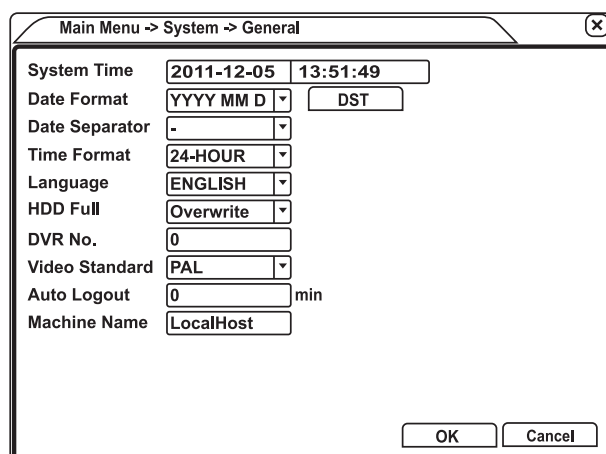 Main Menu -> System -> General
System Time 2011-12-05 13:51:49
Date Format YYYY MM D DST
Date Separator -
Time Format 24-HOUR
Language ENGLISH
HDD Full Overwrite
DVR No. 0
Video Standard PAL
Auto Logout 0 min
Machine Name LocalHost
OK Cancel